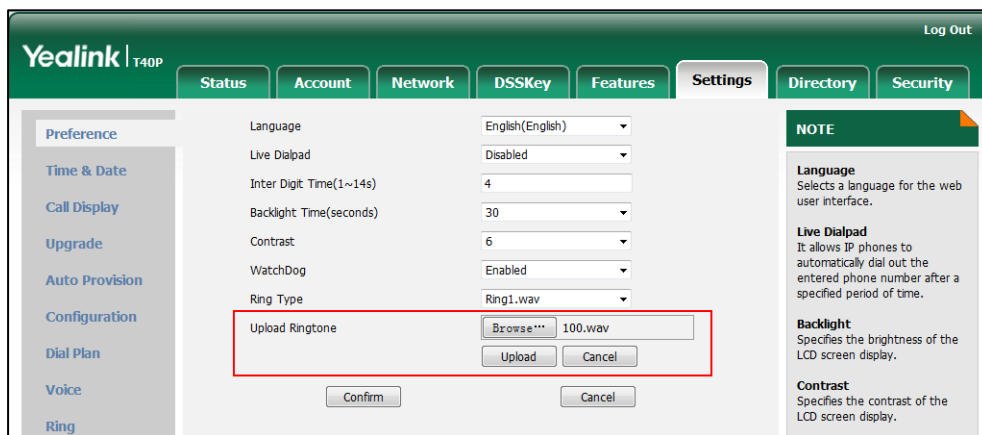 Log Out
Yealink T40P
Status Account Network DSSKey Features Settings Directory Security
Preference
Time & Date
Call Display
Upgrade
Auto Provision
Configuration
Dial Plan
Voice
Ring
Language English(English)
Live Dialpad Disabled
Inter Digit Time(1~14s) 4
Backlight Time(seconds) 30
Contrast 6
WatchDog Enabled
Ring Type Ring1.wav
Upload Ringtone Browse··· 100.wav
Upload Cancel
Confirm Cancel
NOTE
Language
Selects a language for the web
user interface.
Live Dialpad
It allows IP phones to
automatically dial out the
entered phone number after a
specified period of time.
Backlight
Specifies the brightness of the
LCD screen display.
Contrast
Specifies the contrast of the
LCD screen display.